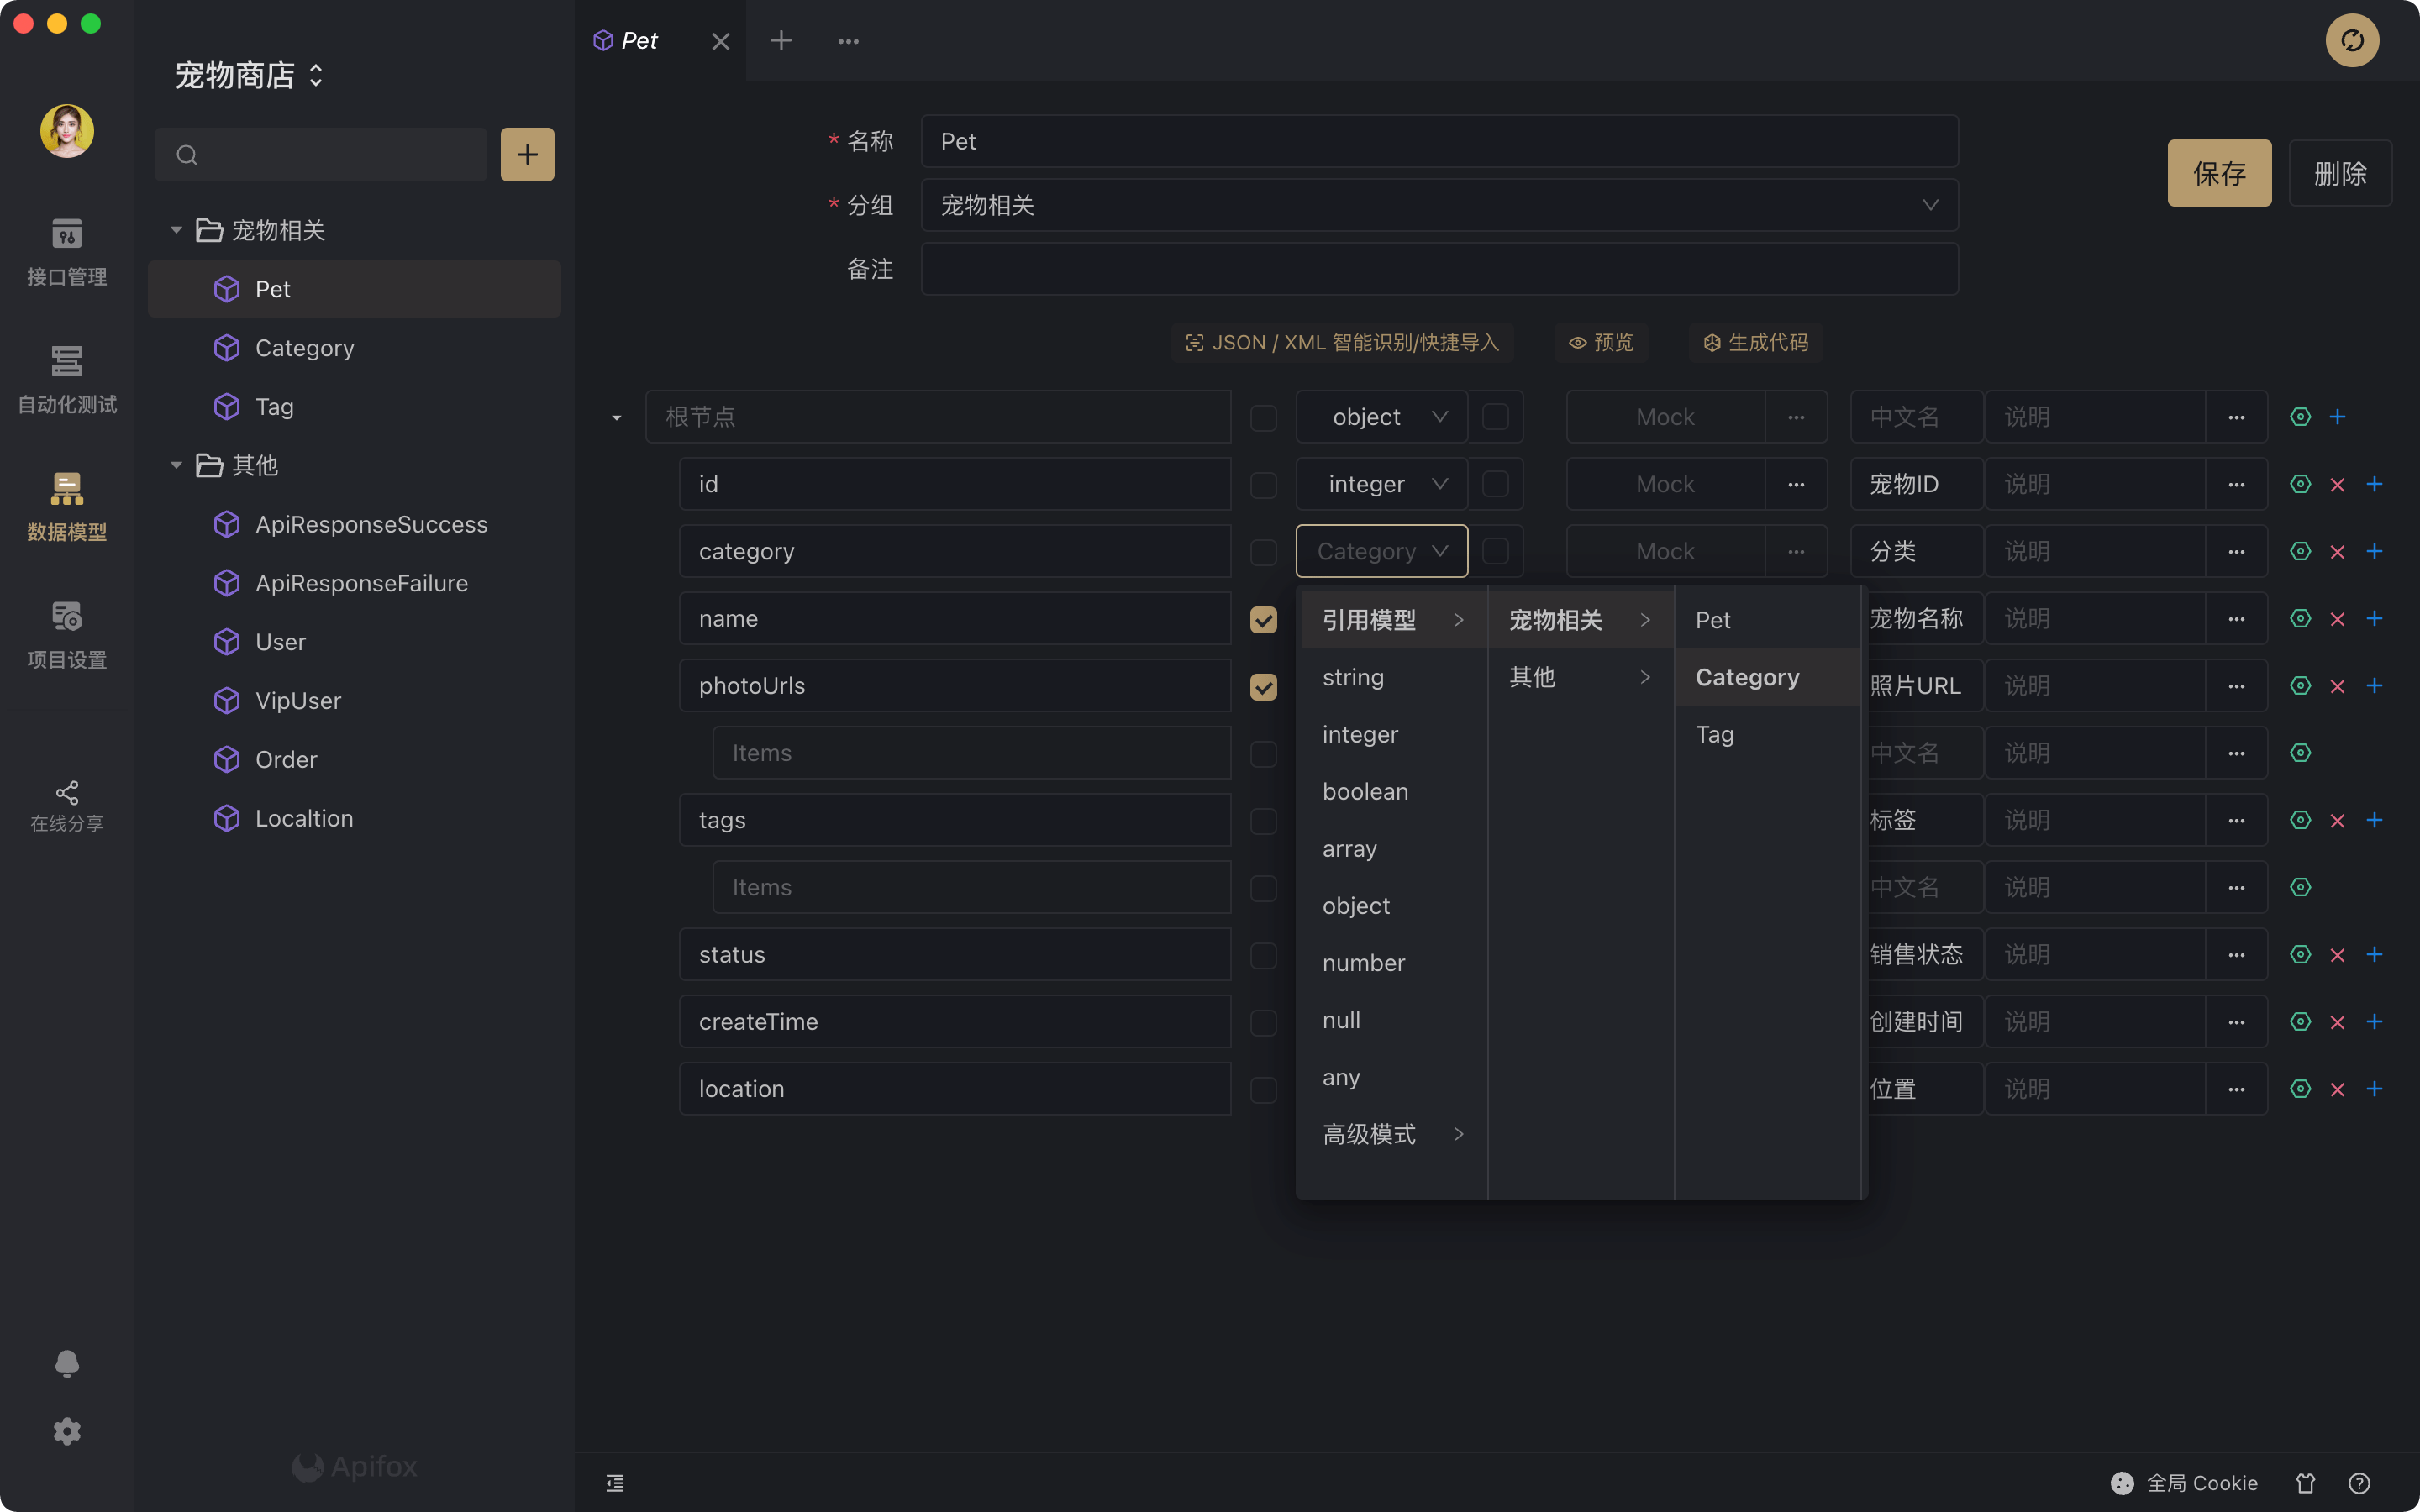 宠物商店
接口管理
自动化测试
数据模型
项目设置
在线分享
宠物相关
Pet
Category
Tag
其他
ApiResponseSuccess
ApiResponseFailure
User
VipUser
Order
Localtion
Apifox
Pet
* 名称 Pet
* 分组 宠物相关
备注
保存 删除
JSON / XML 智能识别/快捷导入 预览 生成代码
根节点 object Mock ... 中文名 说明 ...
id integer Mock ... 宠物ID 说明 ...
category Category Mock ... 分类 说明 ...
name 宠物名称 说明 ...
photoUrls 照片URL 说明 ...
Items 中文名 说明 ...
tags 标签 说明 ...
Items 中文名 说明 ...
status 销售状态 说明 ...
createTime 创建时间 说明 ...
location 位置 说明 ...
引用模型
string
integer
boolean
array
object
number
null
any
高级模式
宠物相关
其他
Pet
Category
Tag
全局 Cookie